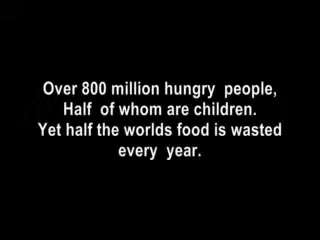 Over 800 million hungry people,
Half of whom are children.
Yet half the worlds food is wasted
every year.